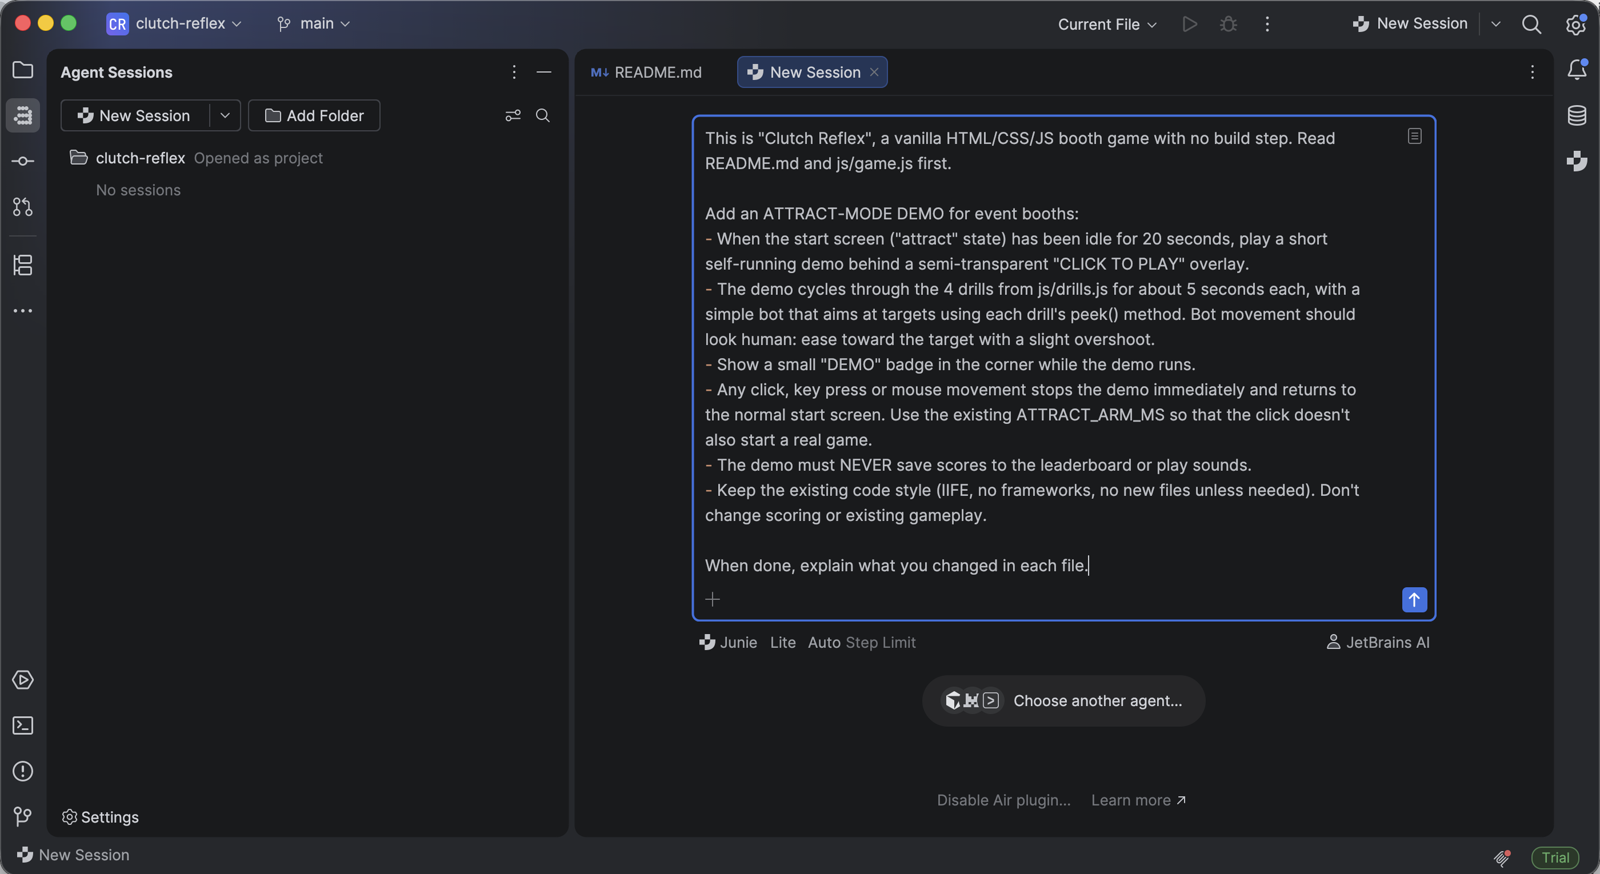 CR clutch-reflex main Current File New Session
Agent Sessions
M↓ README.md New Session
New Session Add Folder
clutch-reflex Opened as project
No sessions
This is "Clutch Reflex", a vanilla HTML/CSS/JS booth game with no build step. Read
README.md and js/game.js first.
Add an ATTRACT-MODE DEMO for event booths:
- When the start screen ("attract" state) has been idle for 20 seconds, play a short
self-running demo behind a semi-transparent "CLICK TO PLAY" overlay.
- The demo cycles through the 4 drills from js/drills.js for about 5 seconds each, with a
simple bot that aims at targets using each drill's peek() method. Bot movement should
look human: ease toward the target with a slight overshoot.
- Show a small "DEMO" badge in the corner while the demo runs.
- Any click, key press or mouse movement stops the demo immediately and returns to
the normal start screen. Use the existing ATTRACT_ARM_MS so that the click doesn't
also start a real game.
- The demo must NEVER save scores to the leaderboard or play sounds.
- Keep the existing code style (IIFE, no frameworks, no new files unless needed). Don't
change scoring or existing gameplay.
When done, explain what you changed in each file.
Junie Lite Auto Step Limit JetBrains AI
Choose another agent...
Disable Air plugin... Learn more ↗
Settings
New Session Trial